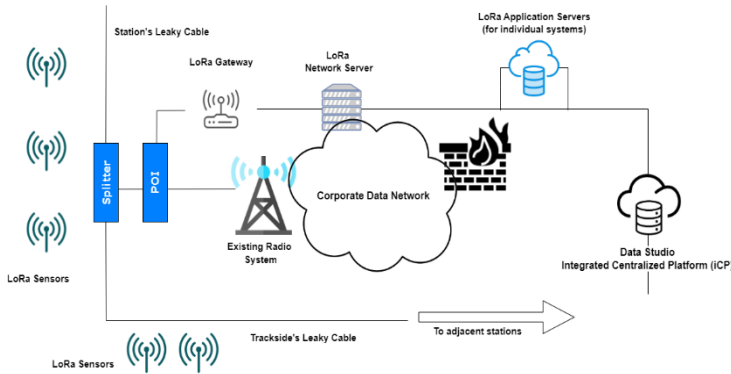 Station's Leaky Cable
LoRa Application Servers
(for individual systems)
LoRa Gateway
LoRa
Network Server
Splitter
POI
Corporate Data Network
Existing Radio
System
Data Studio
Integrated Centralized Platform (iCP)
LoRa Sensors
To adjacent stations
Trackside's Leaky Cable
LoRa Sensors